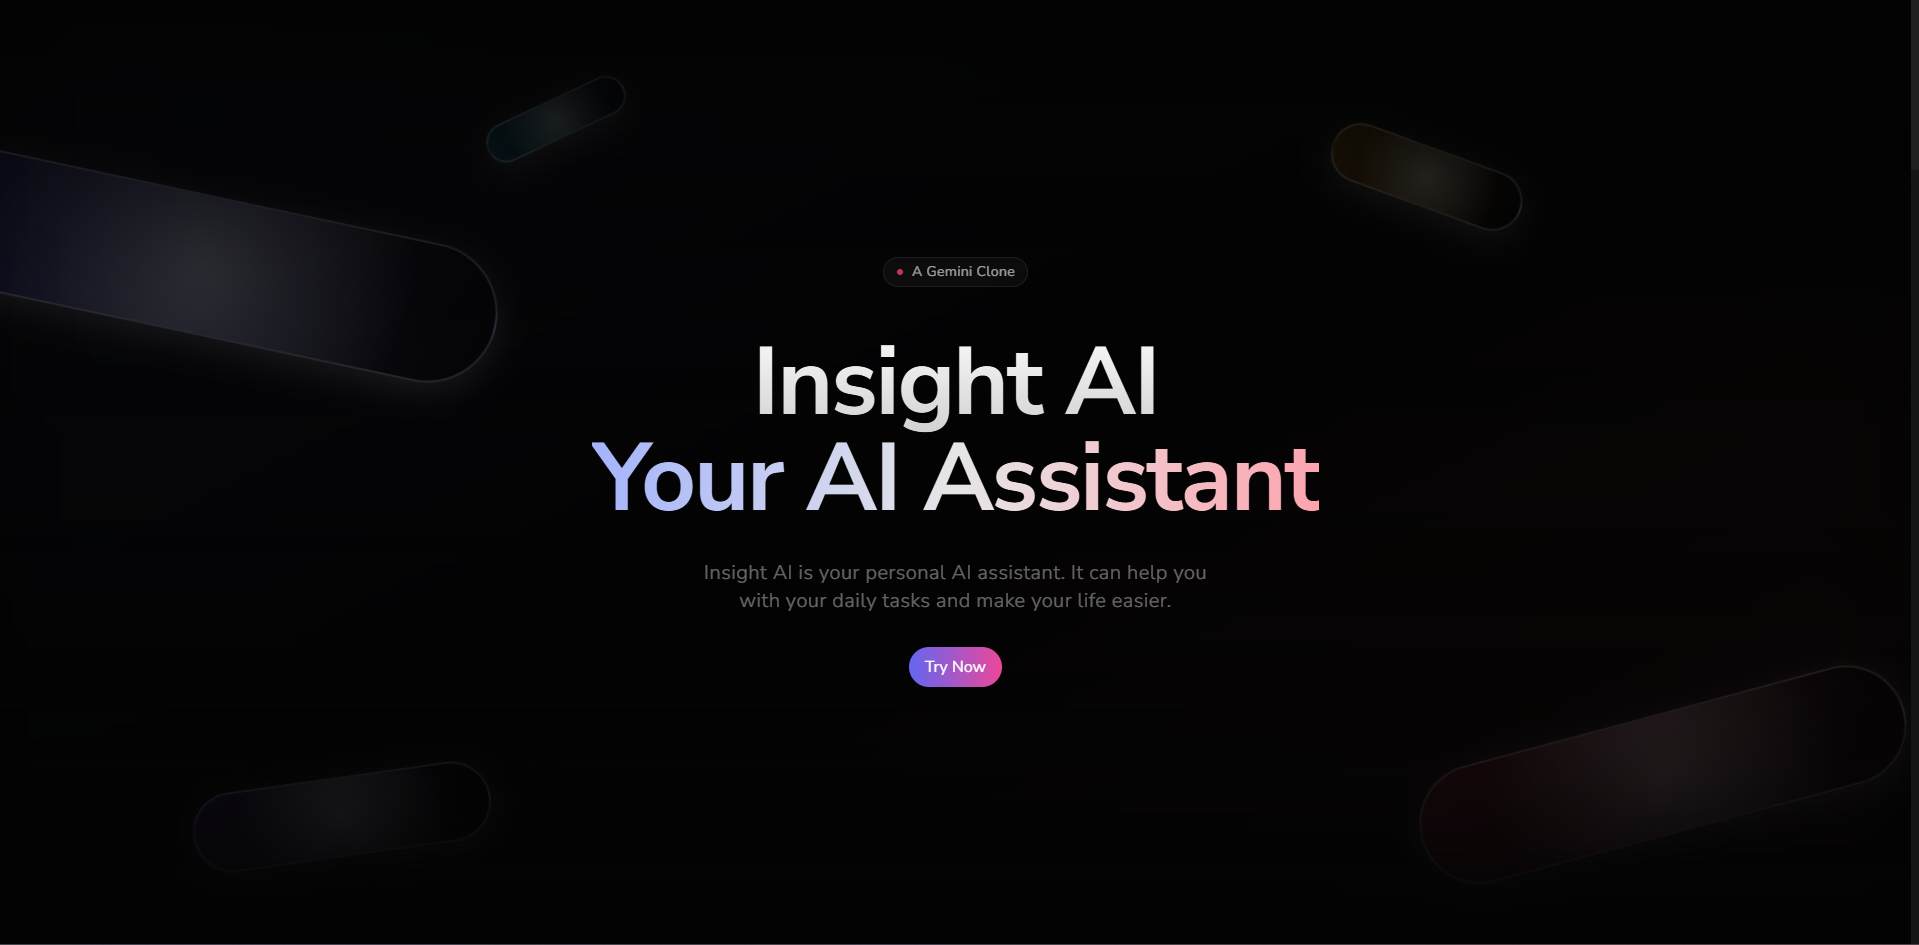 A Gemini Clone
Insight AI
Your AI Assistant
Insight AI is your personal AI assistant. It can help you
with your daily tasks and make your life easier.
Try Now